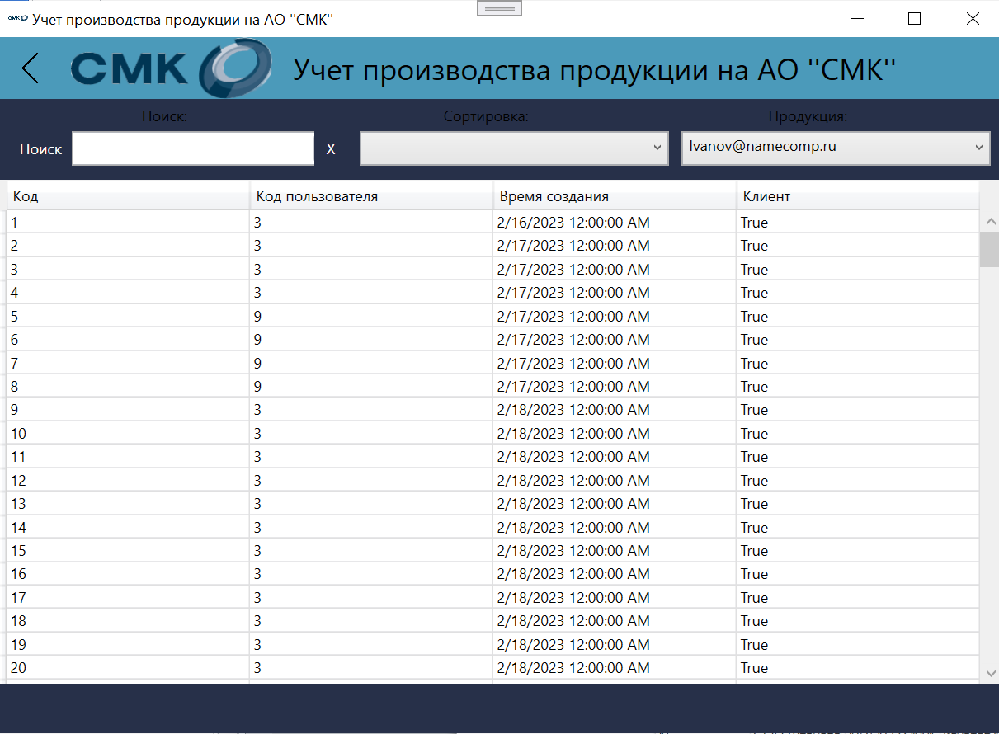 СМК Учет производства продукции на АО ''СМК''
СМК Учет производства продукции на АО ''СМК''
Поиск: Сортировка: Продукция:
Поиск X Ivanov@namecomp.ru
Код Код пользователя Время создания Клиент
1 3 2/16/2023 12:00:00 AM True
2 3 2/17/2023 12:00:00 AM True
3 3 2/17/2023 12:00:00 AM True
4 3 2/17/2023 12:00:00 AM True
5 9 2/17/2023 12:00:00 AM True
6 9 2/17/2023 12:00:00 AM True
7 9 2/17/2023 12:00:00 AM True
8 9 2/17/2023 12:00:00 AM True
9 3 2/18/2023 12:00:00 AM True
10 3 2/18/2023 12:00:00 AM True
11 3 2/18/2023 12:00:00 AM True
12 3 2/18/2023 12:00:00 AM True
13 3 2/18/2023 12:00:00 AM True
14 3 2/18/2023 12:00:00 AM True
15 3 2/18/2023 12:00:00 AM True
16 3 2/18/2023 12:00:00 AM True
17 3 2/18/2023 12:00:00 AM True
18 3 2/18/2023 12:00:00 AM True
19 3 2/18/2023 12:00:00 AM True
20 3 2/18/2023 12:00:00 AM True